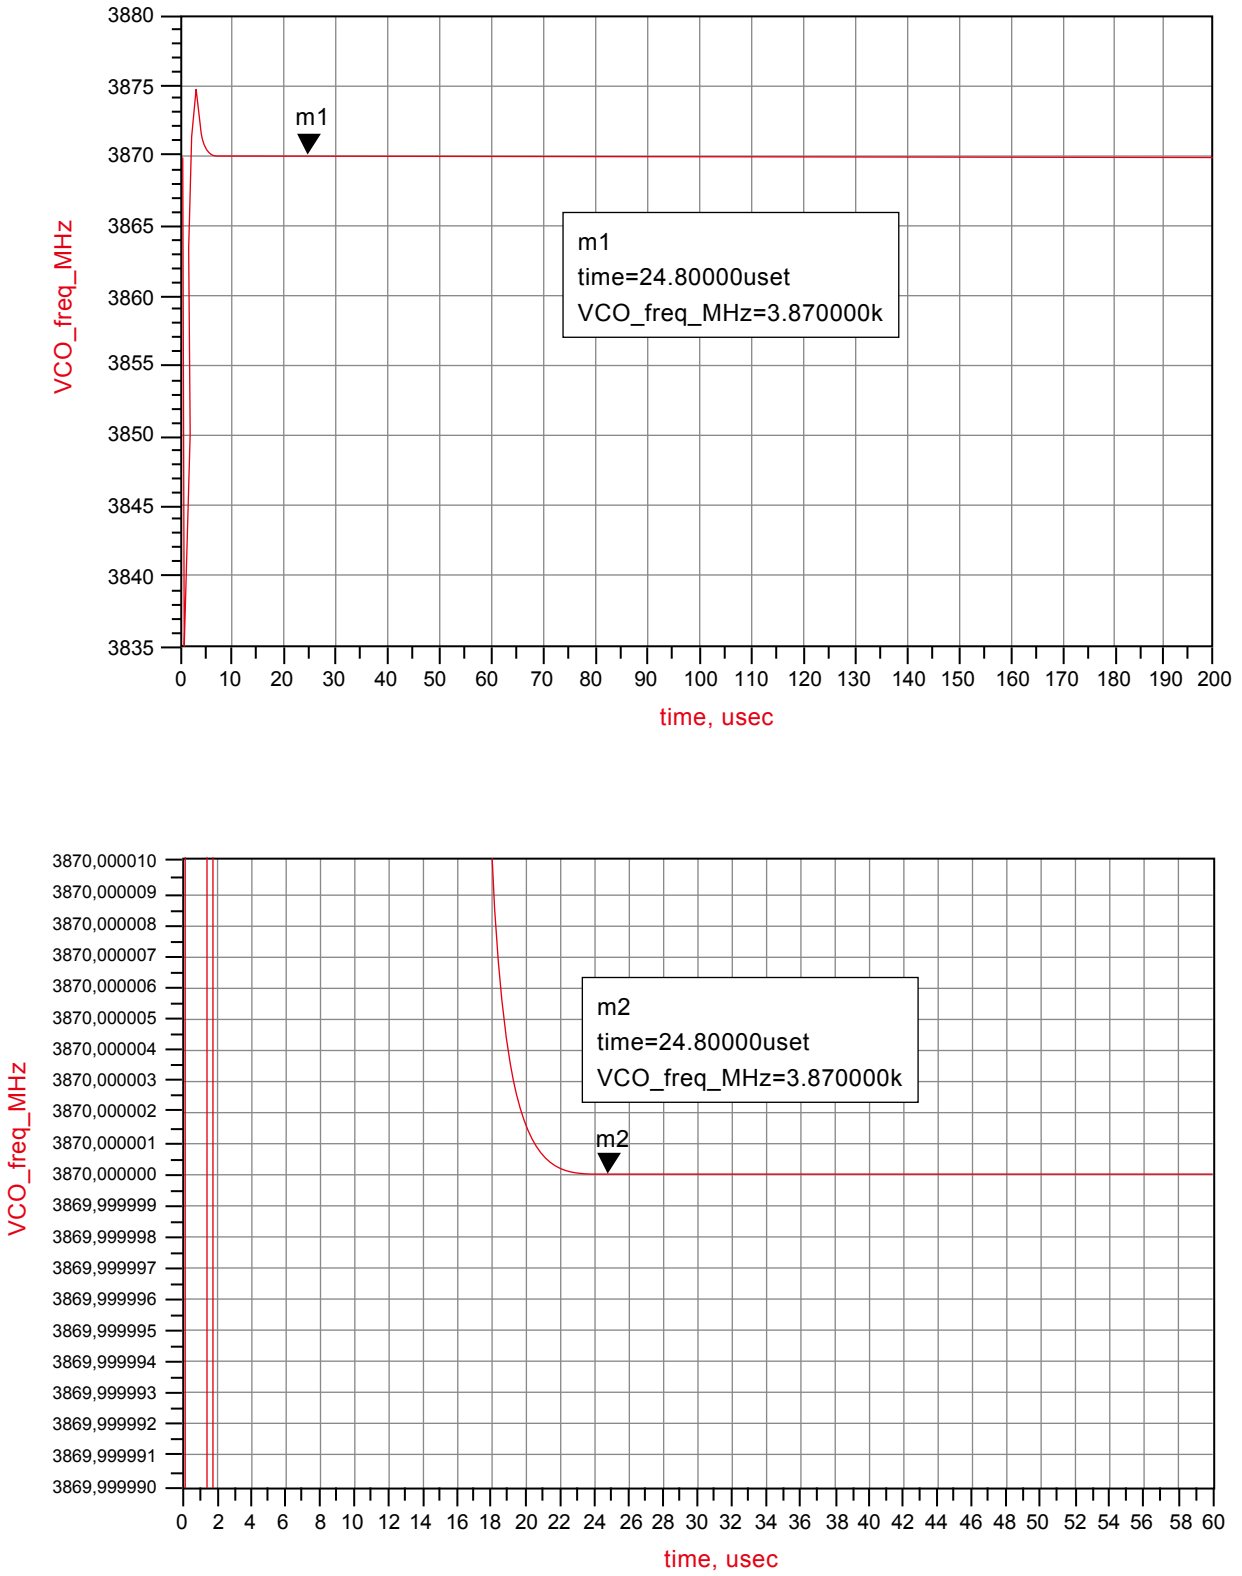 3880
3875
3870
3865
3860
3855
3850
3845
3840
3835
VCO_freq_MHz
m1
m1
time=24.80000uset
VCO_freq_MHz=3.870000k
0 10 20 30 40 50 60 70 80 90 100 110 120 130 140 150 160 170 180 190 200
time, usec
3870,000010
3870,000009
3870,000008
3870,000007
3870,000006
3870,000005
3870,000004
3870,000003
3870,000002
3870,000001
3870,000000
3869,999999
3869,999998
3869,999997
3869,999996
3869,999995
3869,999994
3869,999993
3869,999992
3869,999991
3869,999990
VCO_freq_MHz
m2
time=24.80000uset
VCO_freq_MHz=3.870000k
m2
0 2 4 6 8 10 12 14 16 18 20 22 24 26 28 30 32 34 36 38 40 42 44 46 48 50 52 54 56 58 60
time, usec